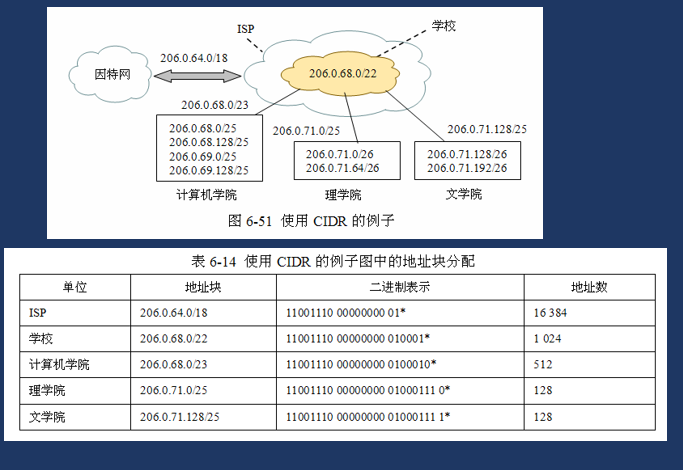 ISP
学校
206.0.64.0/18
因特网
206.0.68.0/22
206.0.68.0/23
206.0.68.0/25
206.0.68.128/25
206.0.69.0/25
206.0.69.128/25
计算机学院
206.0.71.0/25
206.0.71.0/26
206.0.71.64/26
理学院
206.0.71.128/25
206.0.71.128/26
206.0.71.192/26
文学院
图 6-51 使用 CIDR 的例子
表 6-14 使用 CIDR 的例子图中的地址块分配
单位 地址块 二进制表示 地址数
ISP 206.0.64.0/18 11001110 00000000 01* 16 384
学校 206.0.68.0/22 11001110 00000000 010001* 1 024
计算机学院 206.0.68.0/23 11001110 00000000 0100010* 512
理学院 206.0.71.0/25 11001110 00000000 01000111 0* 128
文学院 206.0.71.128/25 11001110 00000000 01000111 1* 128